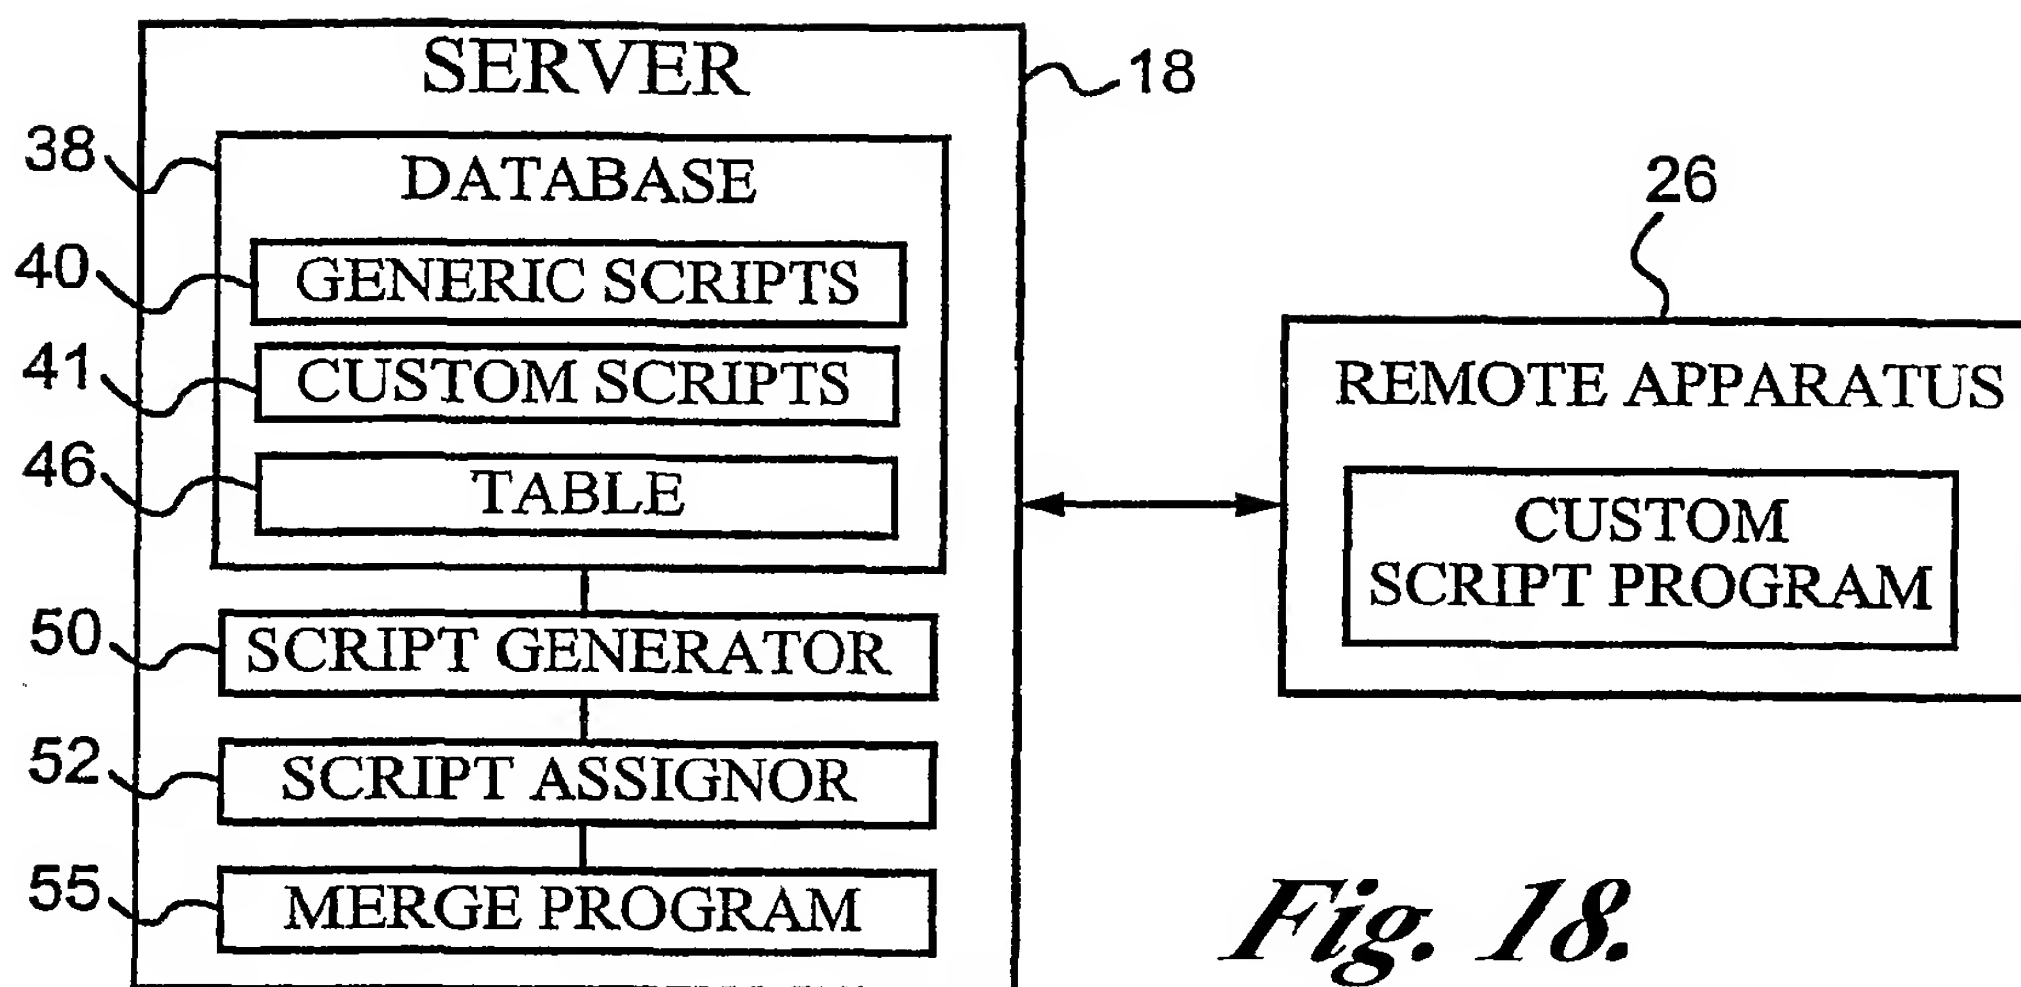 SERVER
18
38
DATABASE
40
GENERIC SCRIPTS
41
CUSTOM SCRIPTS
46
TABLE
50
SCRIPT GENERATOR
52
SCRIPT ASSIGNOR
55
MERGE PROGRAM
26
REMOTE APPARATUS
CUSTOM
SCRIPT PROGRAM
Fig. 18.